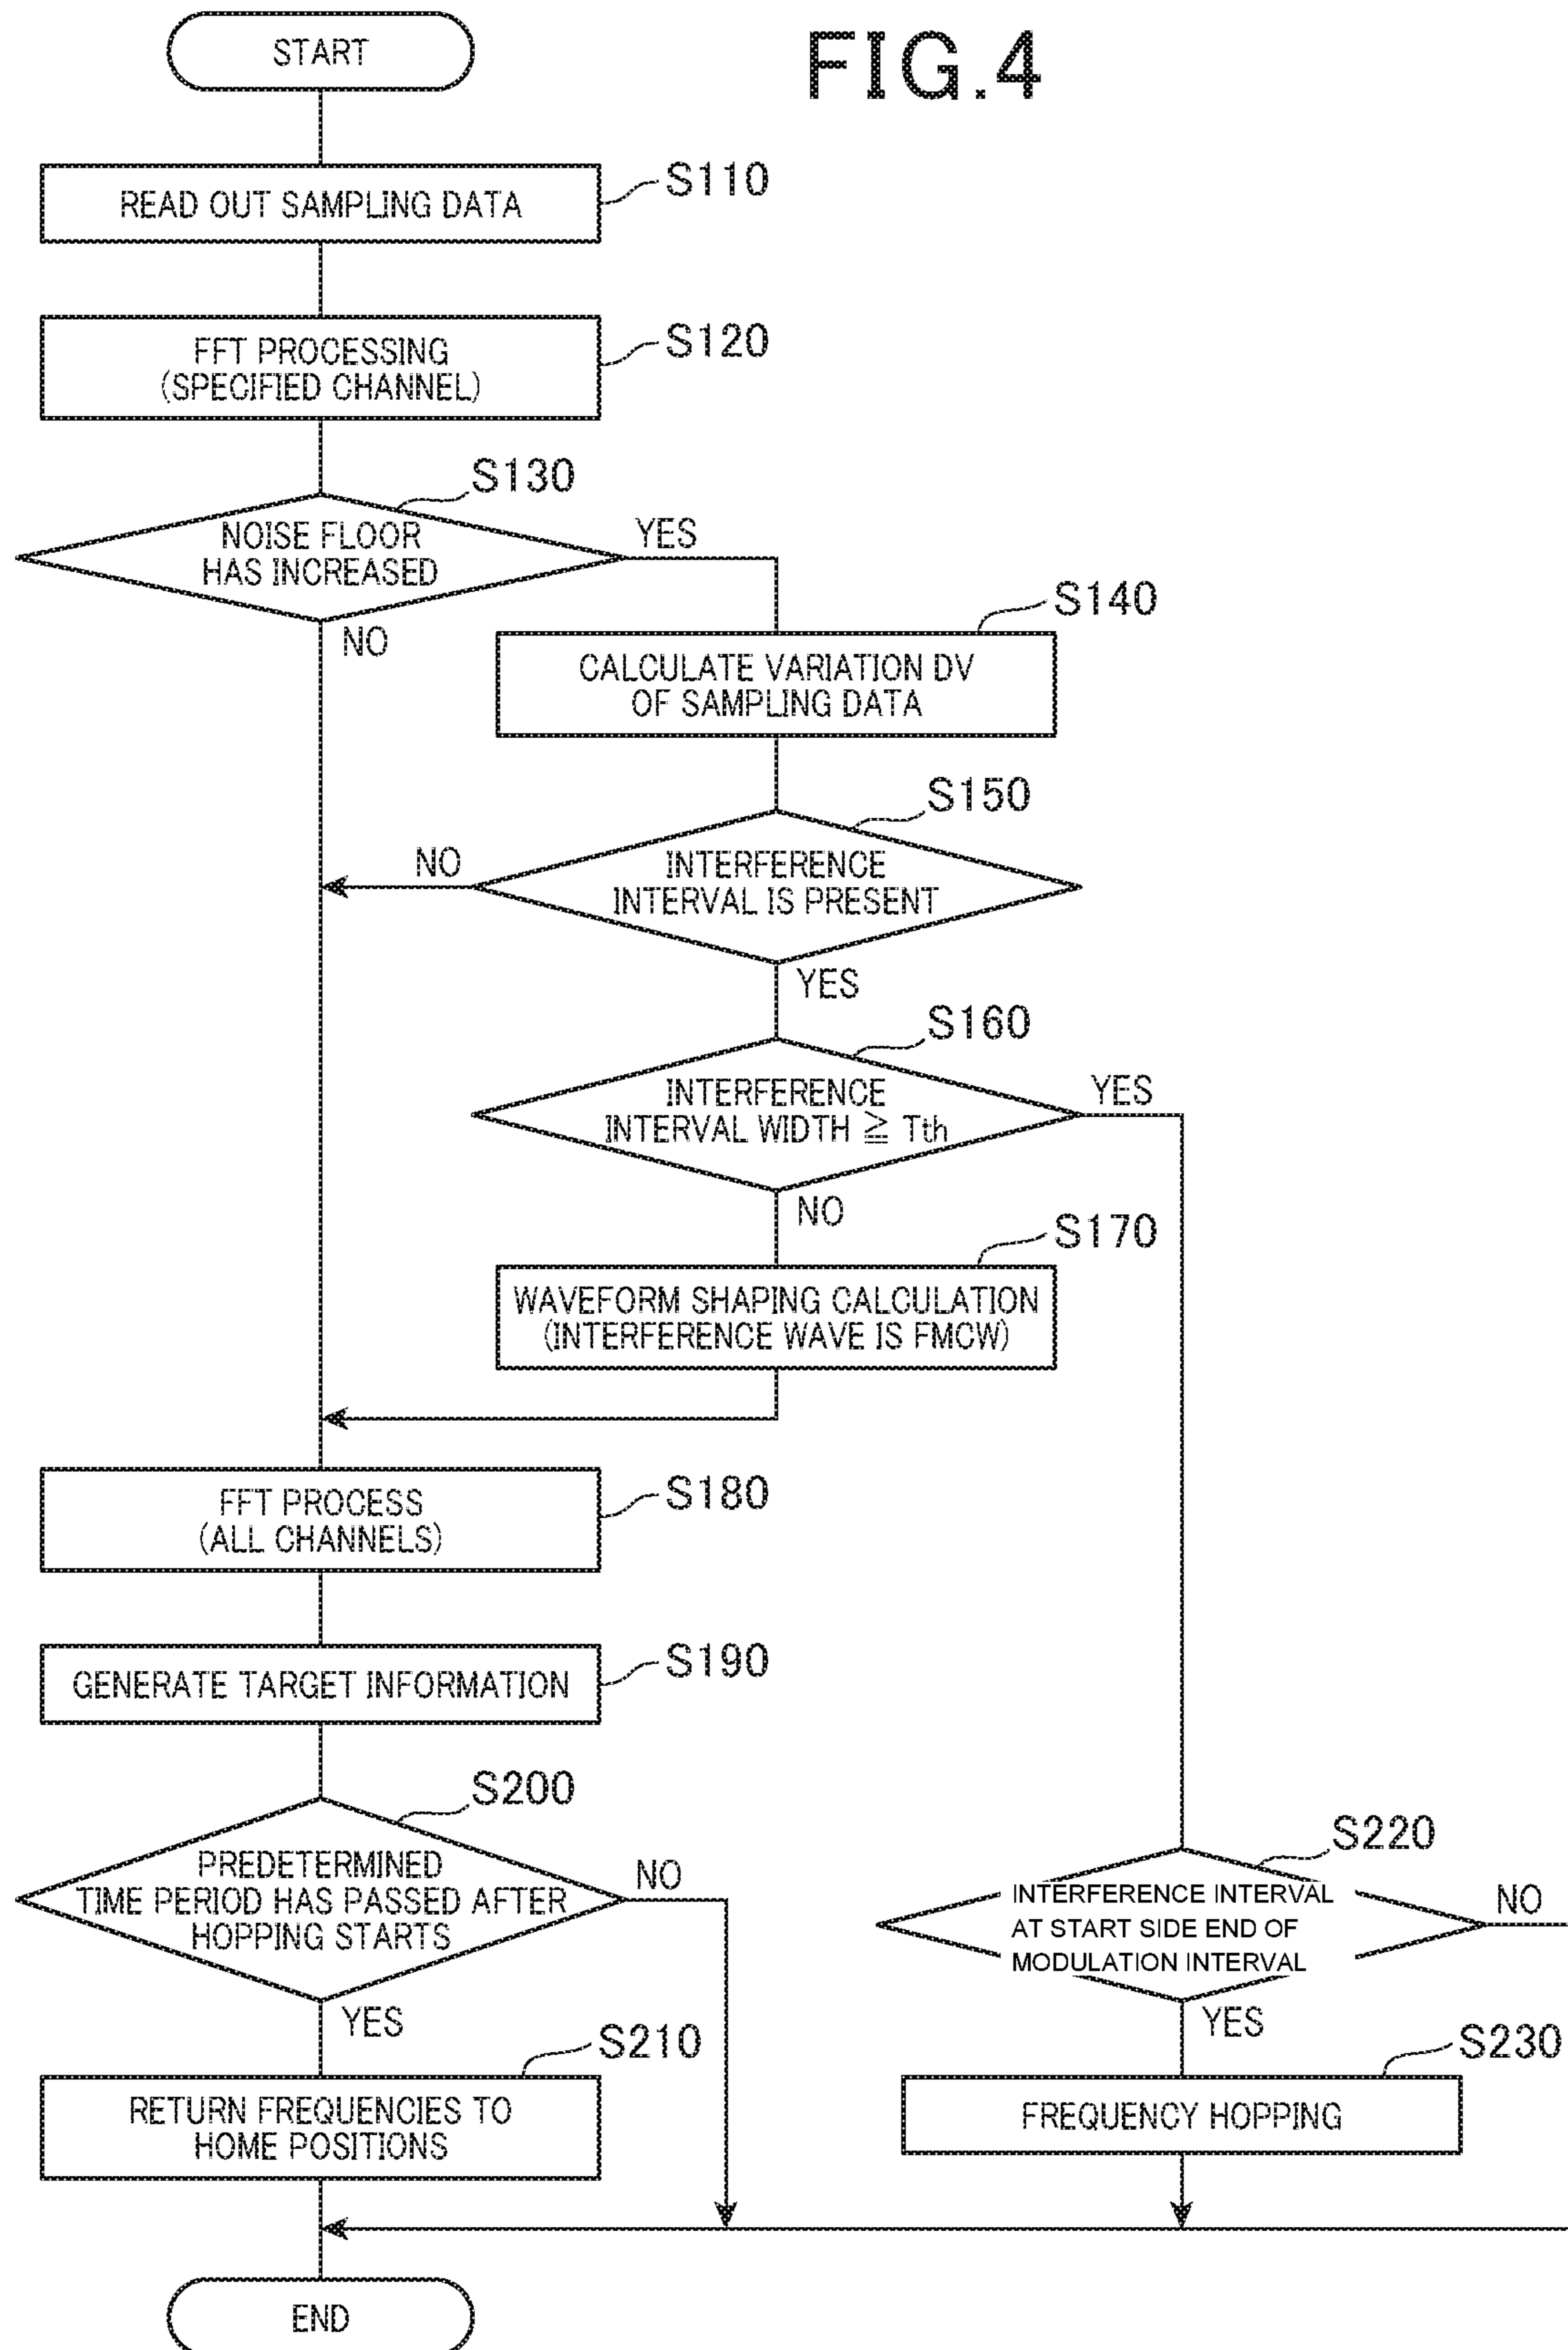 FIG.4
START
READ OUT SAMPLING DATA
S110
FFT PROCESSING
(SPECIFIED CHANNEL)
S120
S130
NOISE FLOOR
HAS INCREASED
YES
NO
S140
CALCULATE VARIATION DV
OF SAMPLING DATA
S150
INTERFERENCE
INTERVAL IS PRESENT
NO
YES
S160
INTERFERENCE
INTERVAL WIDTH ≧ Tth
YES
NO
S170
WAVEFORM SHAPING CALCULATION
(INTERFERENCE WAVE IS FMCW)
FFT PROCESS
(ALL CHANNELS)
S180
GENERATE TARGET INFORMATION
S190
S200
PREDETERMINED
TIME PERIOD HAS PASSED AFTER
HOPPING STARTS
NO
YES
S210
RETURN FREQUENCIES TO
HOME POSITIONS
S220
INTERFERENCE INTERVAL
AT START SIDE END OF
MODULATION INTERVAL
NO
YES
S230
FREQUENCY HOPPING
END